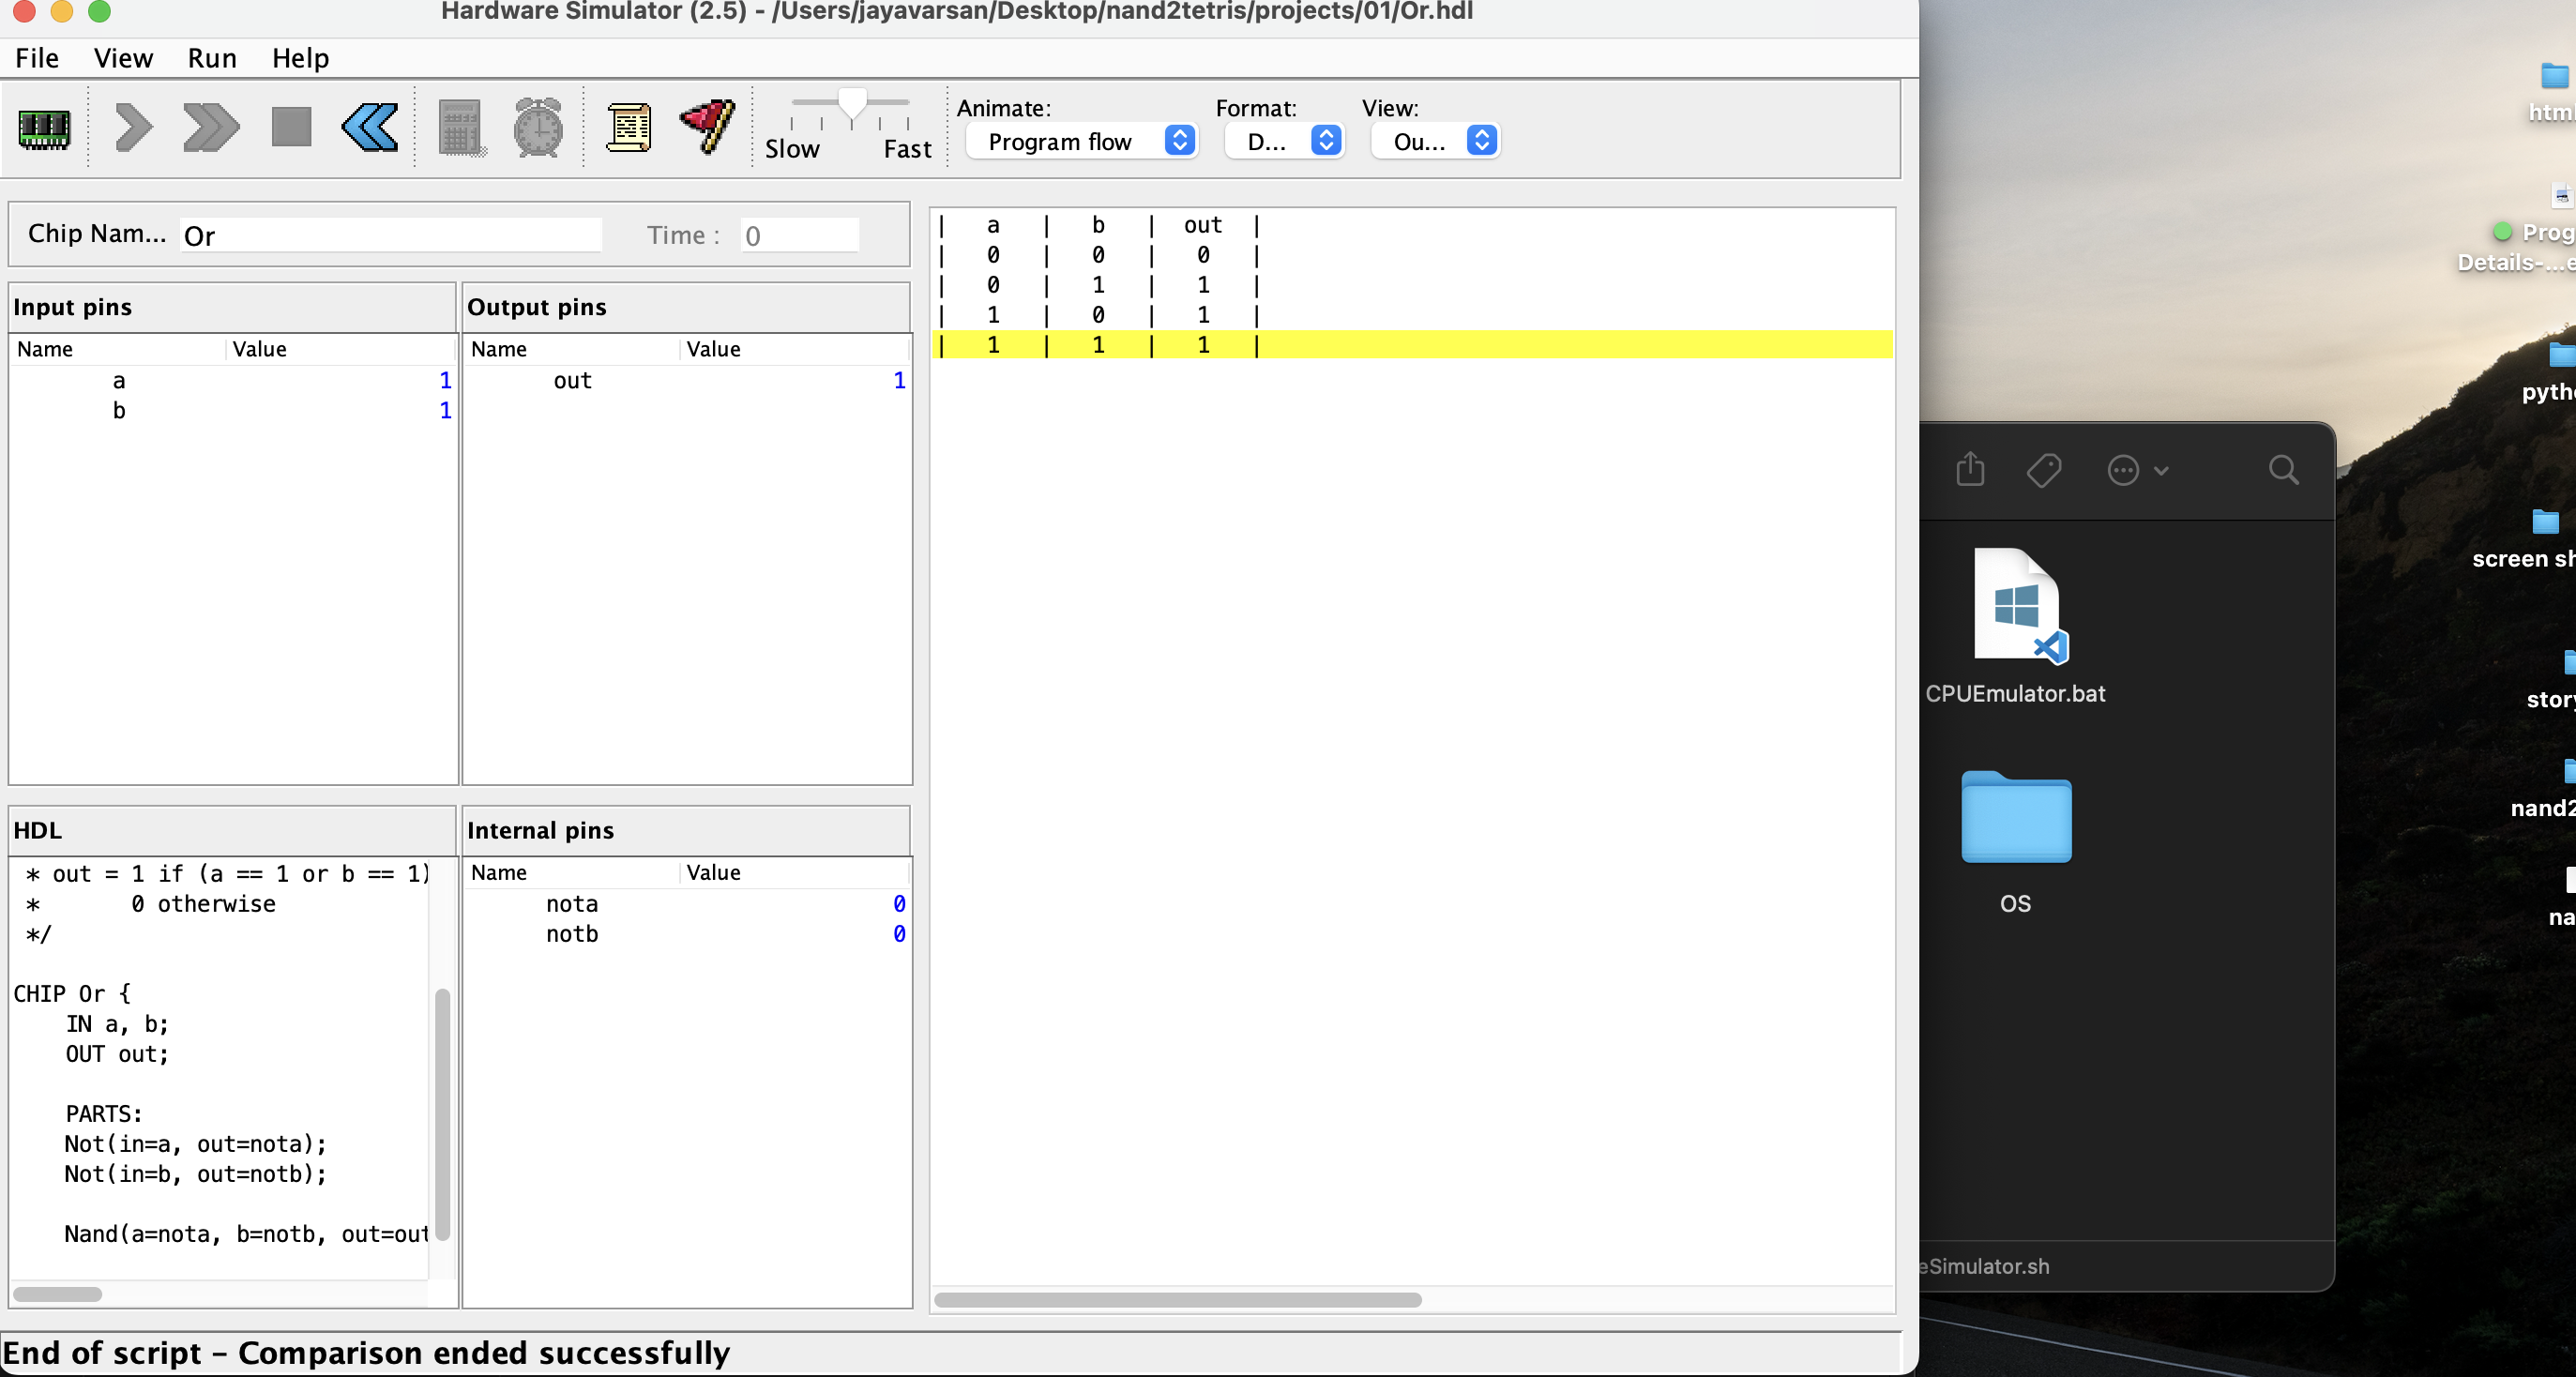 Hardware Simulator (2.5) - /Users/jayavarsan/Desktop/nand2tetris/projects/01/Or.hdl
File View Run Help
Animate: Format: View:
Slow Fast Program flow D... Ou...
Chip Nam... Or Time : 0
Input pins
Name Value
a 1
b 1
Output pins
Name Value
out 1
HDL
* out = 1 if (a == 1 or b == 1)
* 0 otherwise
*/
CHIP Or {
IN a, b;
OUT out;
PARTS:
Not(in=a, out=nota);
Not(in=b, out=notb);
Nand(a=nota, b=notb, out=out
Internal pins
Name Value
nota 0
notb 0
| a | b | out |
| 0 | 0 | 0 |
| 0 | 1 | 1 |
| 1 | 0 | 1 |
| 1 | 1 | 1 |
End of script - Comparison ended successfully
CPUEmulator.bat
OS
eSimulator.sh
htm
Prog
Details-...e
pyth
screen sh
story
nand2
na